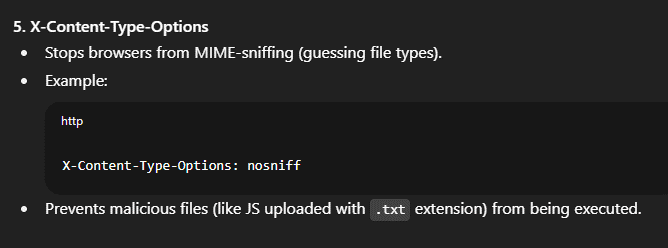 5. X-Content-Type-Options
• Stops browsers from MIME-sniffing (guessing file types).
• Example:
http
X-Content-Type-Options: nosniff
• Prevents malicious files (like JS uploaded with .txt extension) from being executed.